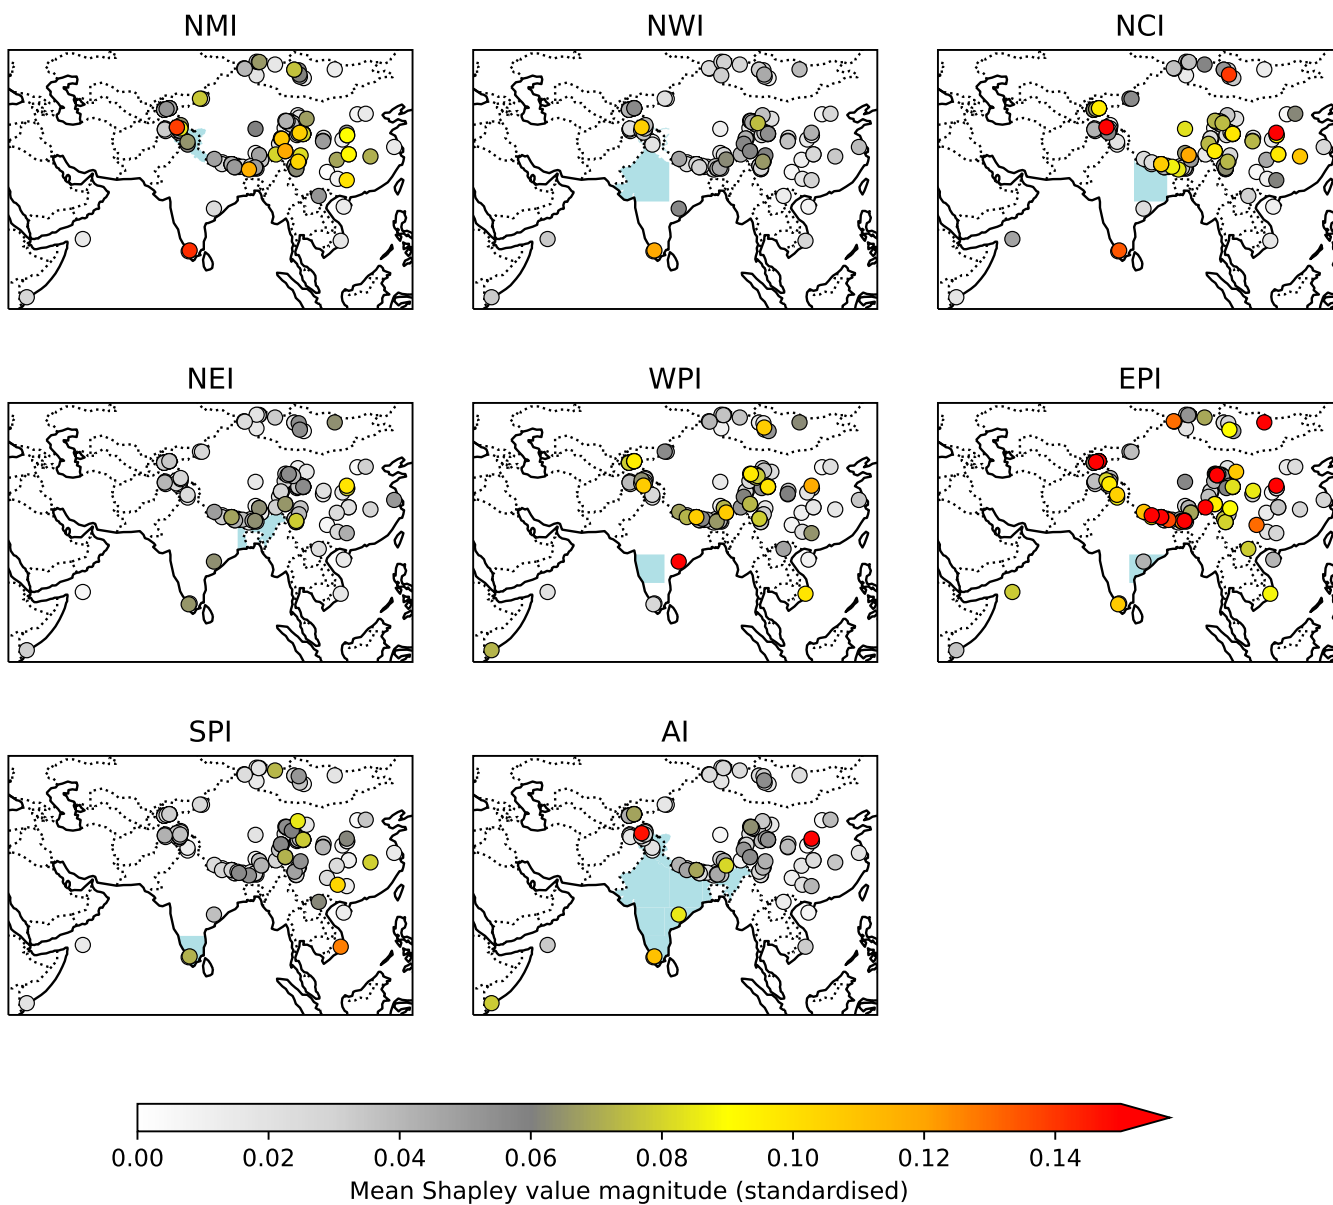 NMI
NWI
NCI
NEI
WPI
EPI
SPI
AI
0.00 0.02 0.04 0.06 0.08 0.10 0.12 0.14
Mean Shapley value magnitude (standardised)